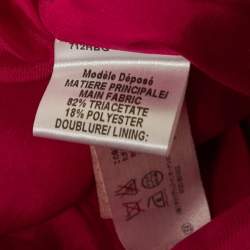 Modèle Déposé
MATIERE PRINCIPALE/
MAIN FABRIC
82% TRIACETATE
18% POLYESTER
DOUBLURE/ LINING: